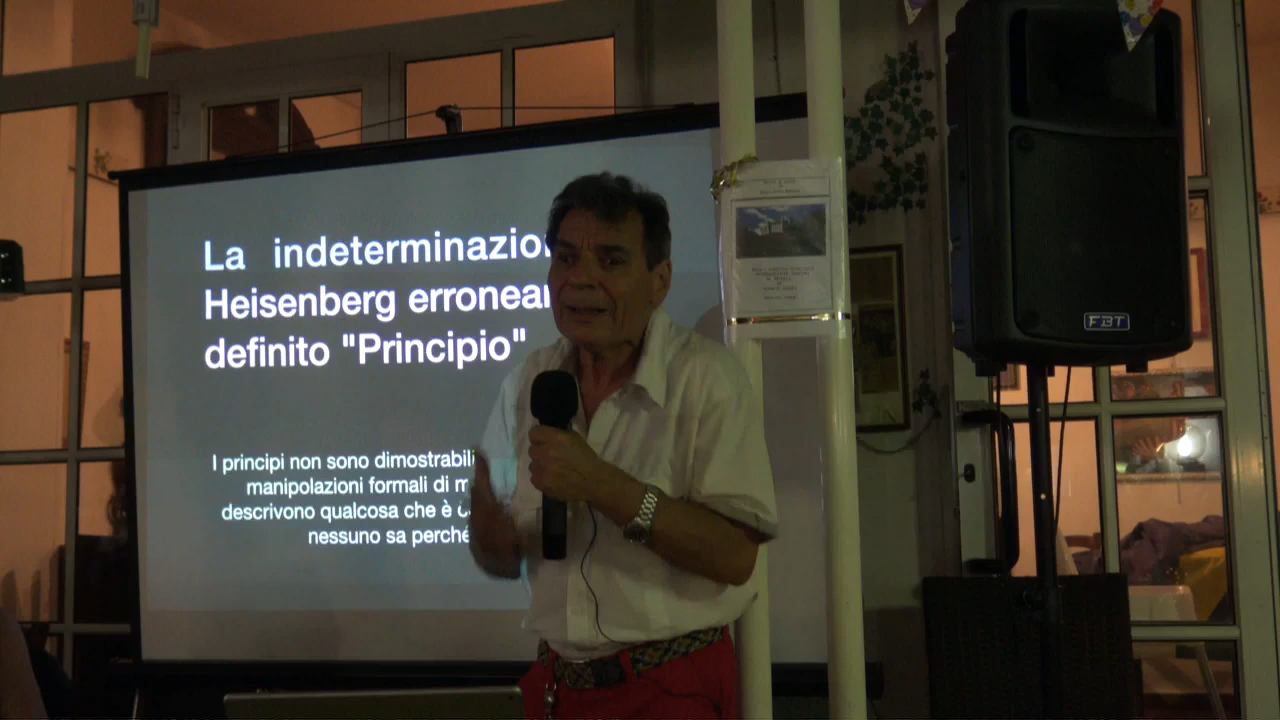 La indeterminazio
Heisenberg erronear
definito "Principio"
I principi non sono dimostrabili
manipolazioni formali di m
descrivono qualcosa che è c
nessuno sa perché
FBT